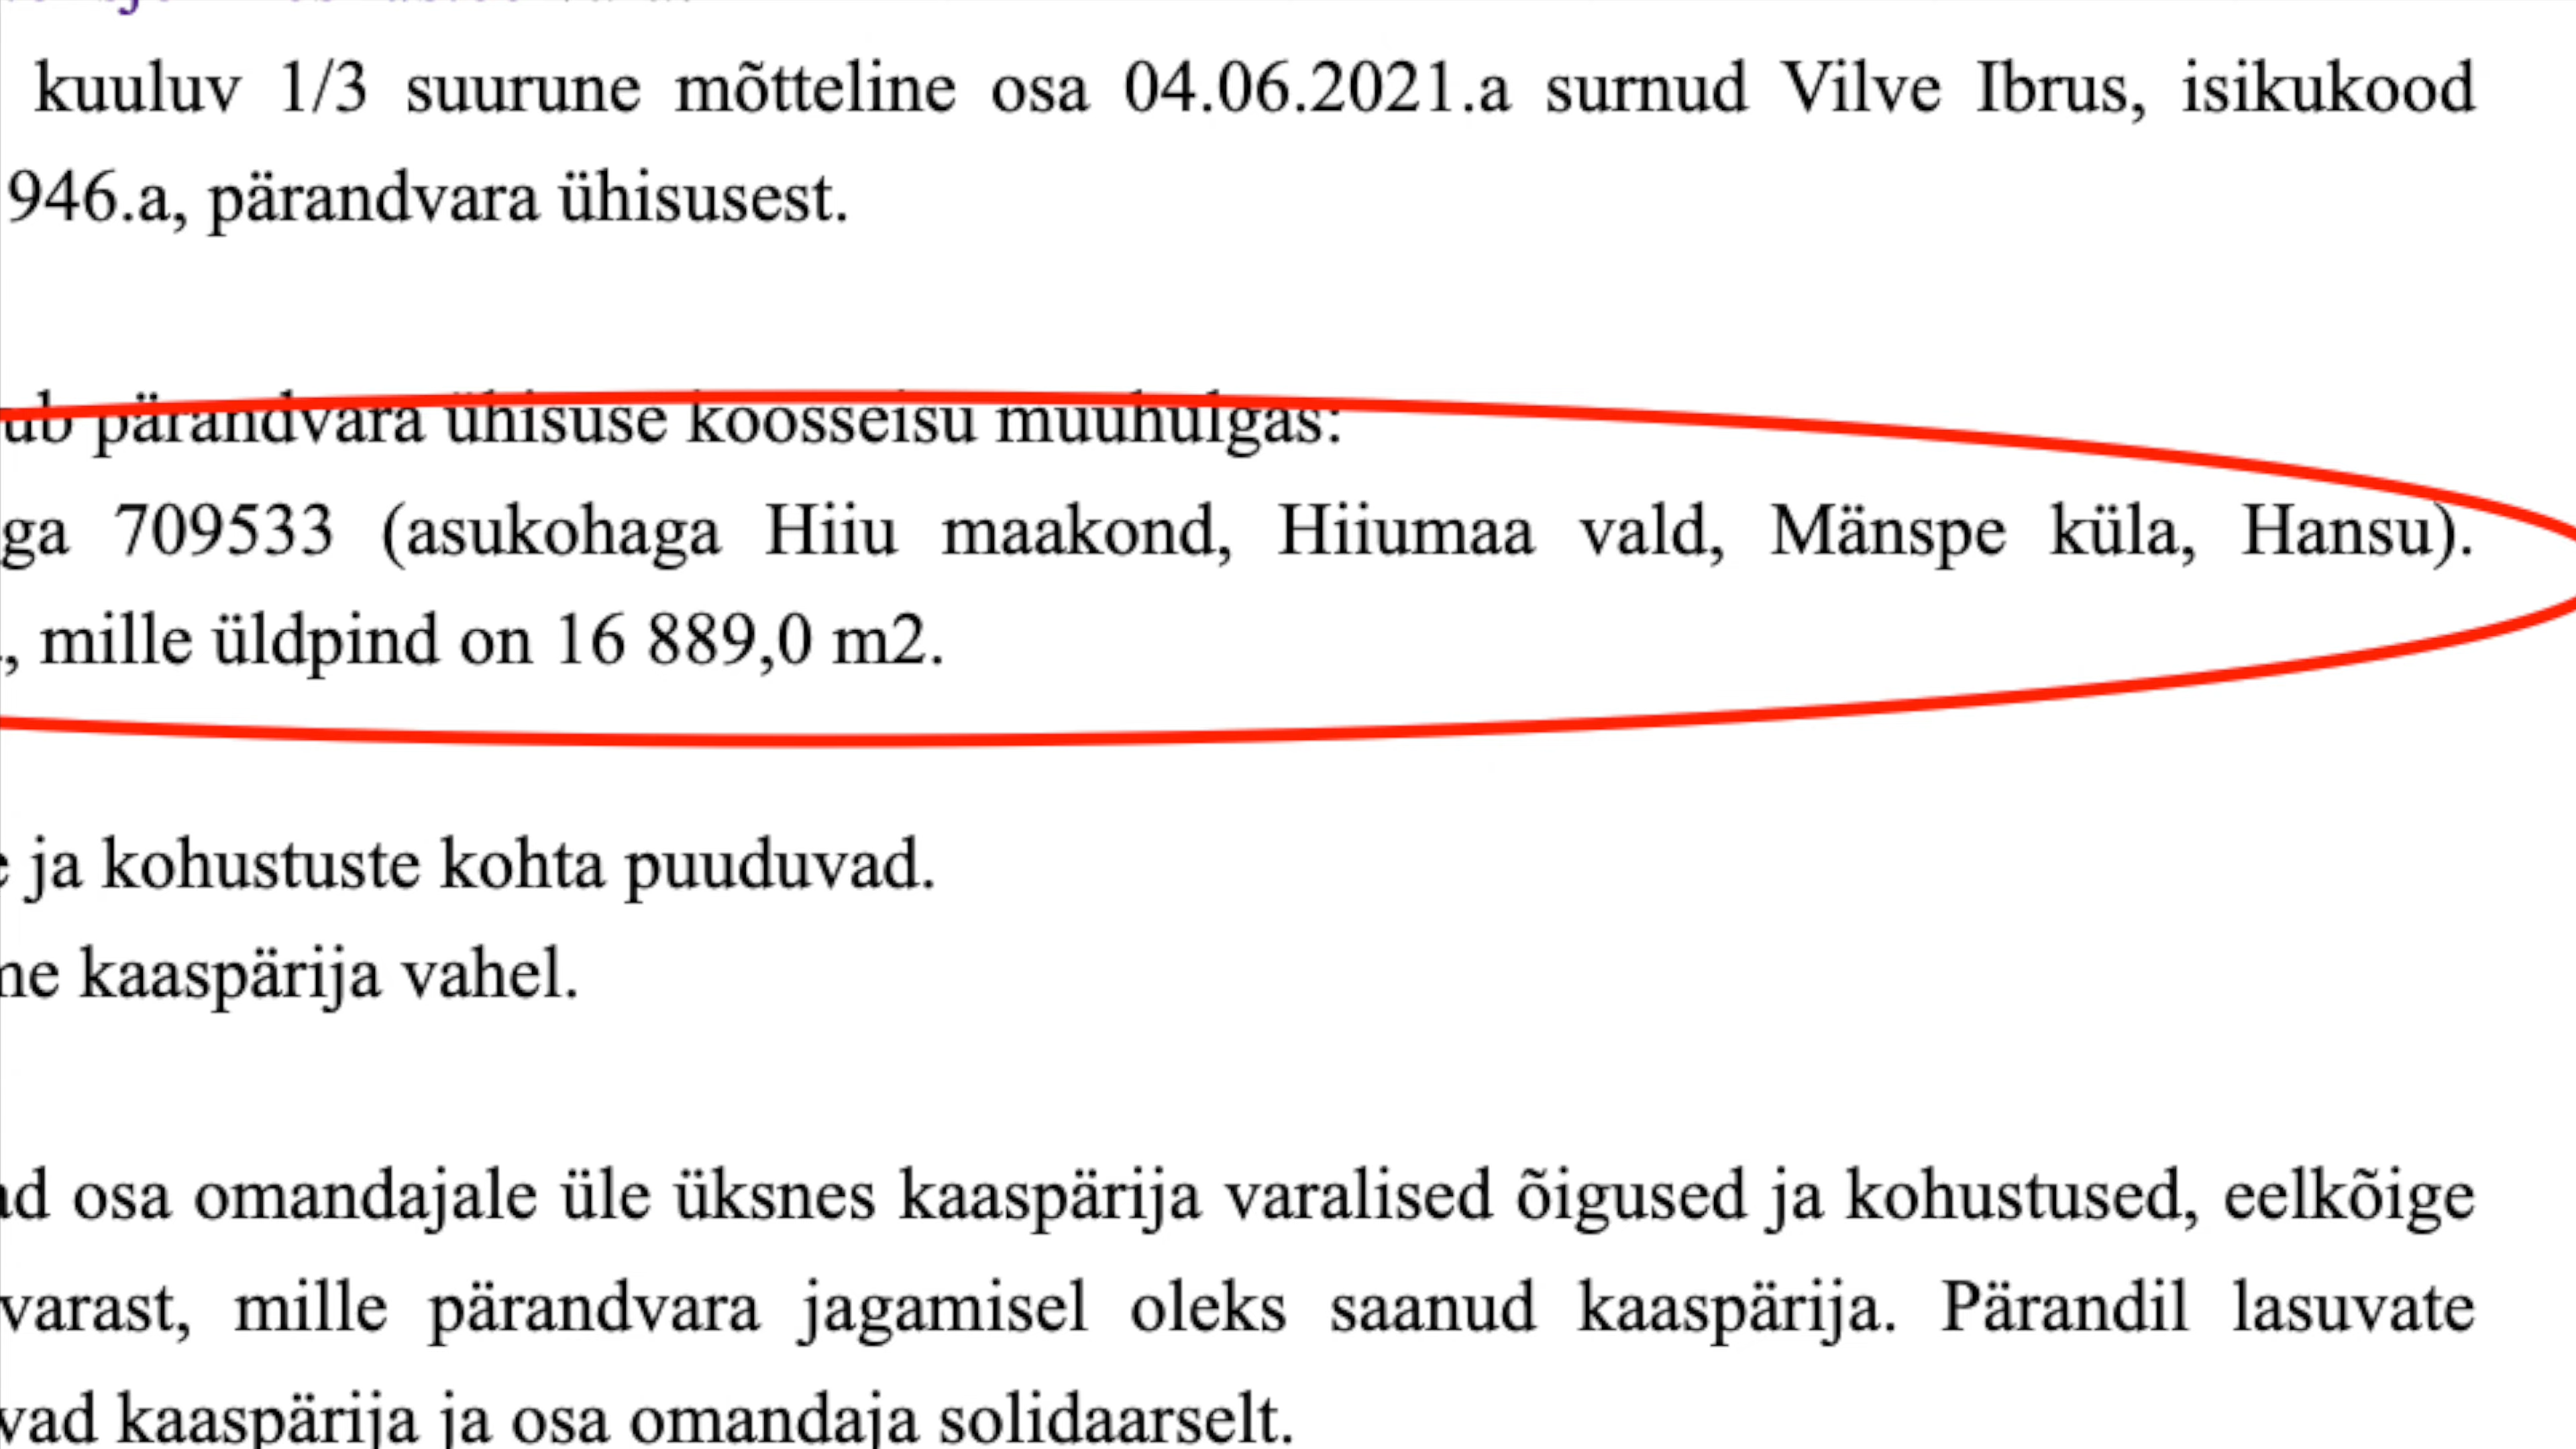 kuuluv 1/3 suurune mõtteline osa 04.06.2021.a surnud Vilve Ibrus, isikukood
946.a, pärandvara ühisusest.
ub pärandvara ühisuse koosseisu muuhulgas:
ga 709533 (asukohaga Hiiu maakond, Hiiumaa vald, Mänspe küla, Hansu).
, mille üldpind on 16 889,0 m2.
ja kohustuste kohta puuduvad.
ne kaaspärija vahel.
ad osa omandajale üle üksnes kaaspärija varalised õigused ja kohustused, eelkõige
varast, mille pärandvara jagamisel oleks saanud kaaspärija. Pärandil lasuvate
vad kaaspärija ja osa omandaja solidaarselt.